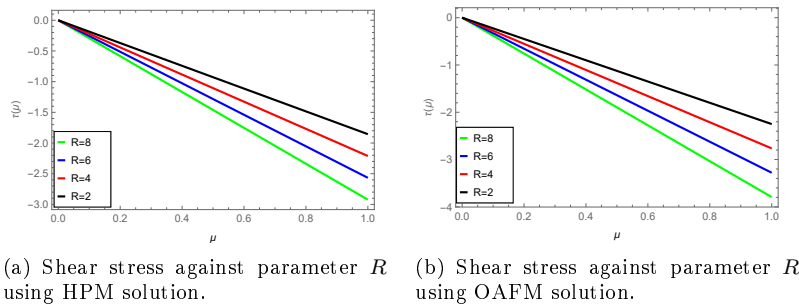 0.0
-0.5
-1.0
-1.5
-2.0
-2.5
-3.0
τ(μ)
R=8
R=6
R=4
R=2
0.0 0.2 0.4 0.6 0.8 1.0
μ
0
-1
-2
-3
-4
τ(μ)
R=8
R=6
R=4
R=2
0.0 0.2 0.4 0.6 0.8 1.0
μ
(a) Shear stress against parameter R
using HPM solution.
(b) Shear stress against parameter R
using OAFM solution.